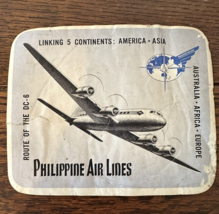 LINKING 5 CONTINENTS: AMERICA • ASIA
AUSTRALIA • AFRICA • EUROPE
ROUTE OF THE DC-6
PHILIPPINE AIR LINES